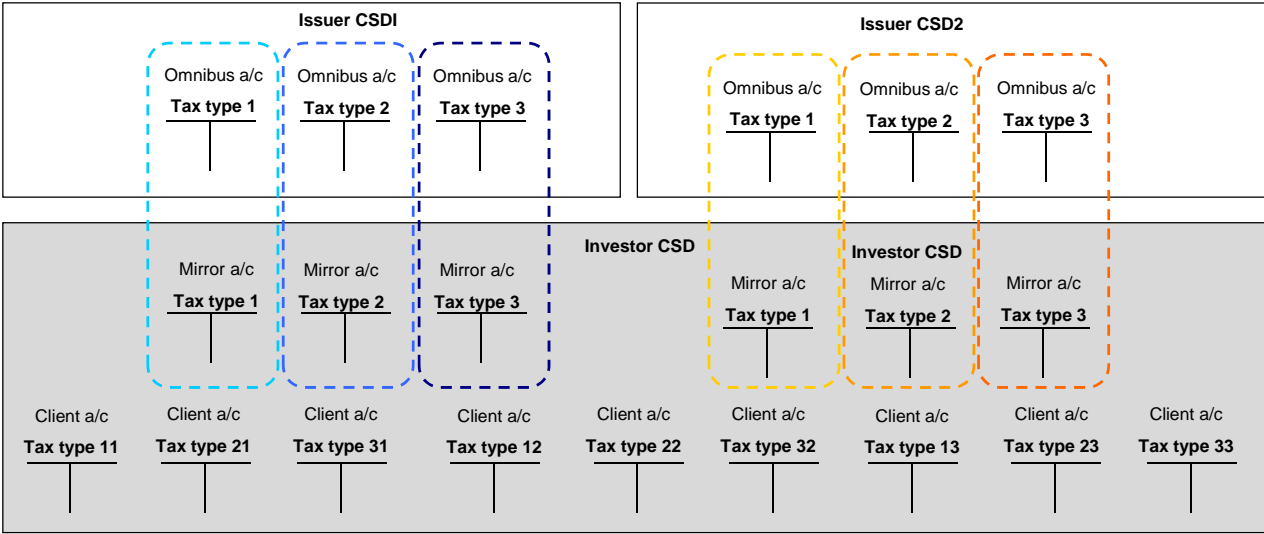 Issuer CSDI
Omnibus a/c
Tax type 1
Omnibus a/c
Tax type 2
Omnibus a/c
Tax type 3
Issuer CSD2
Omnibus a/c
Tax type 1
Omnibus a/c
Tax type 2
Omnibus a/c
Tax type 3
Investor CSD
Investor CSD
Mirror a/c
Tax type 1
Mirror a/c
Tax type 2
Mirror a/c
Tax type 3
Mirror a/c
Tax type 1
Mirror a/c
Tax type 2
Mirror a/c
Tax type 3
Client a/c
Tax type 11
Client a/c
Tax type 21
Client a/c
Tax type 31
Client a/c
Tax type 12
Client a/c
Tax type 22
Client a/c
Tax type 32
Client a/c
Tax type 13
Client a/c
Tax type 23
Client a/c
Tax type 33